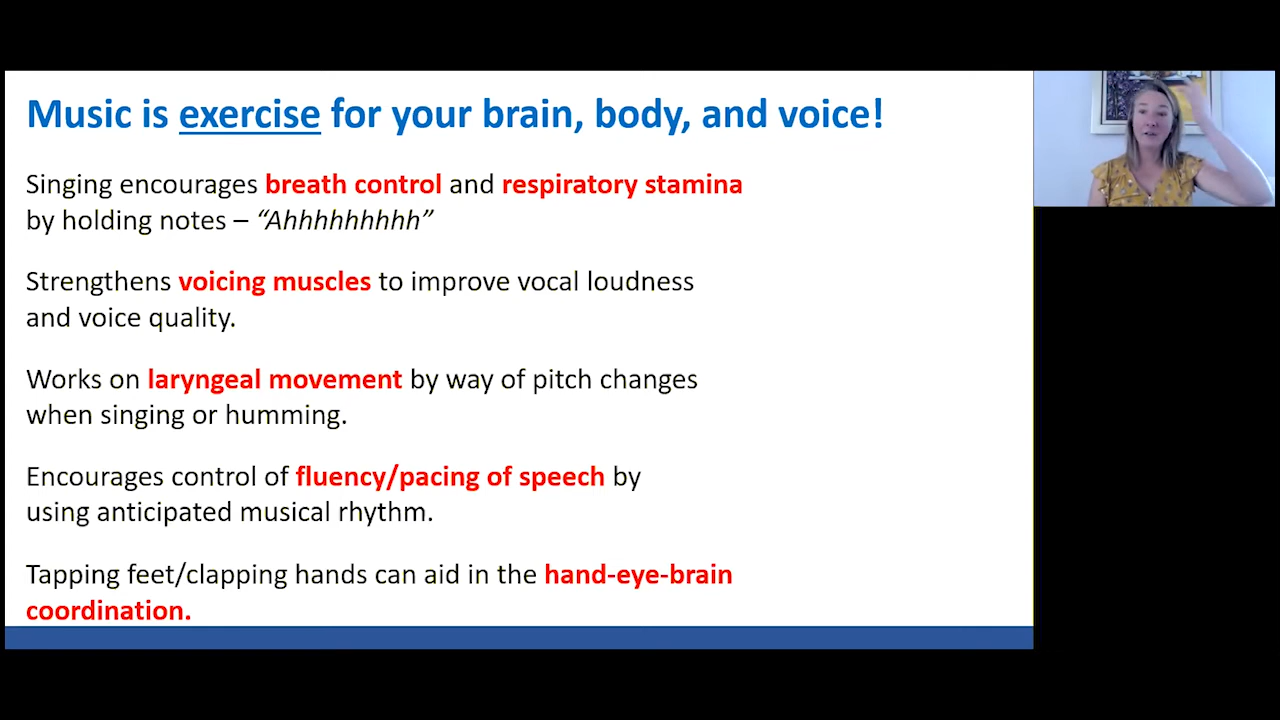 Music is exercise for your brain, body, and voice!
Singing encourages breath control and respiratory stamina
by holding notes – “Ahhhhhhhhh”
Strengthens voicing muscles to improve vocal loudness
and voice quality.
Works on laryngeal movement by way of pitch changes
when singing or humming.
Encourages control of fluency/pacing of speech by
using anticipated musical rhythm.
Tapping feet/clapping hands can aid in the hand-eye-brain
coordination.